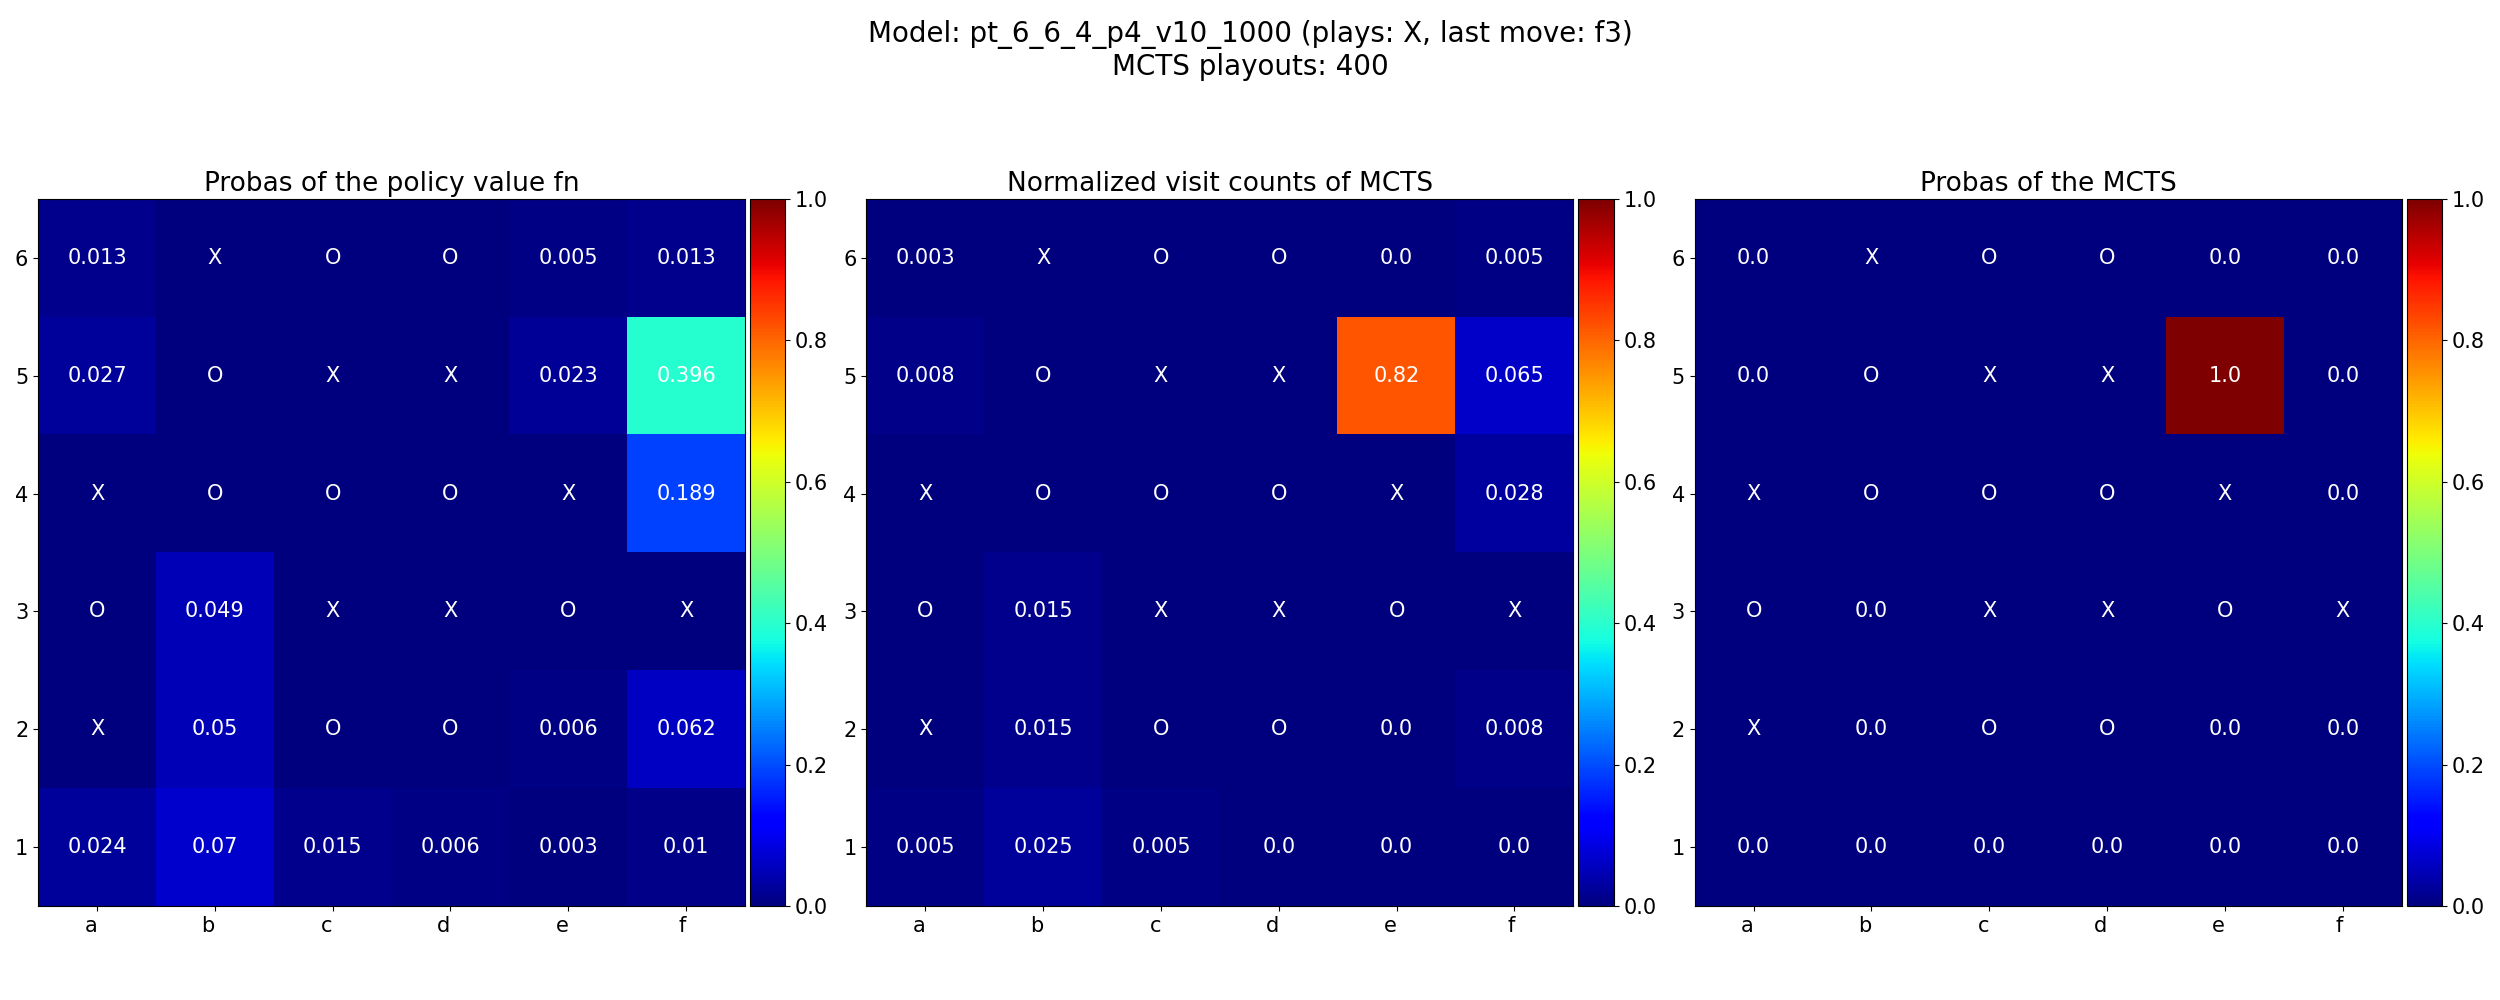 Model: pt_6_6_4_p4_v10_1000 (plays: X, last move: f3)
MCTS playouts: 400
Probas of the policy value fn
6 0.013 X O O 0.005 0.013
5 0.027 O X X 0.023 0.396
4 X O O O X 0.189
3 O 0.049 X X O X
2 X 0.05 O O 0.006 0.062
1 0.024 0.07 0.015 0.006 0.003 0.01
a b c d e f
1.0
0.8
0.6
0.4
0.2
0.0
Normalized visit counts of MCTS
6 0.003 X O O 0.0 0.005
5 0.008 O X X 0.82 0.065
4 X O O O X 0.028
3 O 0.015 X X O X
2 X 0.015 O O 0.0 0.008
1 0.005 0.025 0.005 0.0 0.0 0.0
a b c d e f
1.0
0.8
0.6
0.4
0.2
0.0
Probas of the MCTS
6 0.0 X O O 0.0 0.0
5 0.0 O X X 1.0 0.0
4 X O O O X 0.0
3 O 0.0 X X O X
2 X 0.0 O O 0.0 0.0
1 0.0 0.0 0.0 0.0 0.0 0.0
a b c d e f
1.0
0.8
0.6
0.4
0.2
0.0